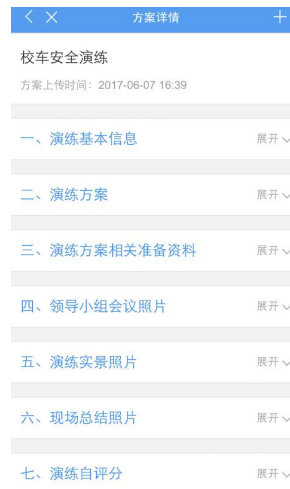 方案详情
校车安全演练
方案上传时间：2017-06-07 16:39
一、演练基本信息 展开
二、演练方案 展开
三、演练方案相关准备资料 展开
四、领导小组会议照片 展开
五、演练实景照片 展开
六、现场总结照片 展开
七、演练自评分 展开